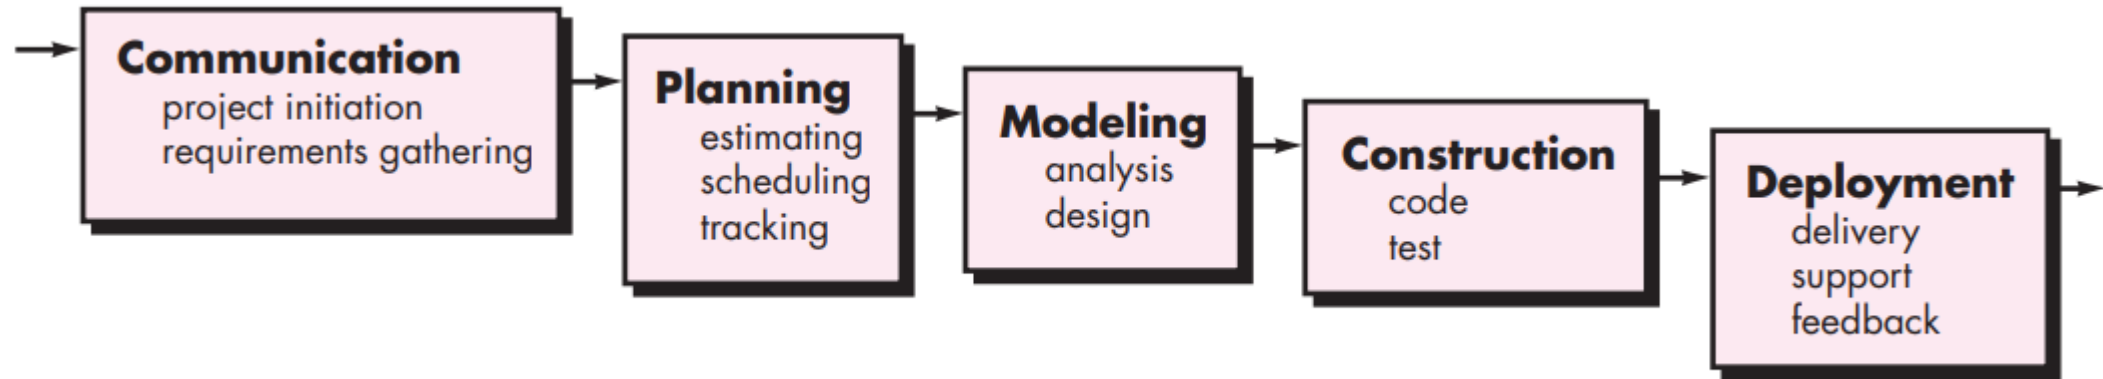 Communication
project initiation
requirements gathering
Planning
estimating
scheduling
tracking
Modeling
analysis
design
Construction
code
test
Deployment
delivery
support
feedback